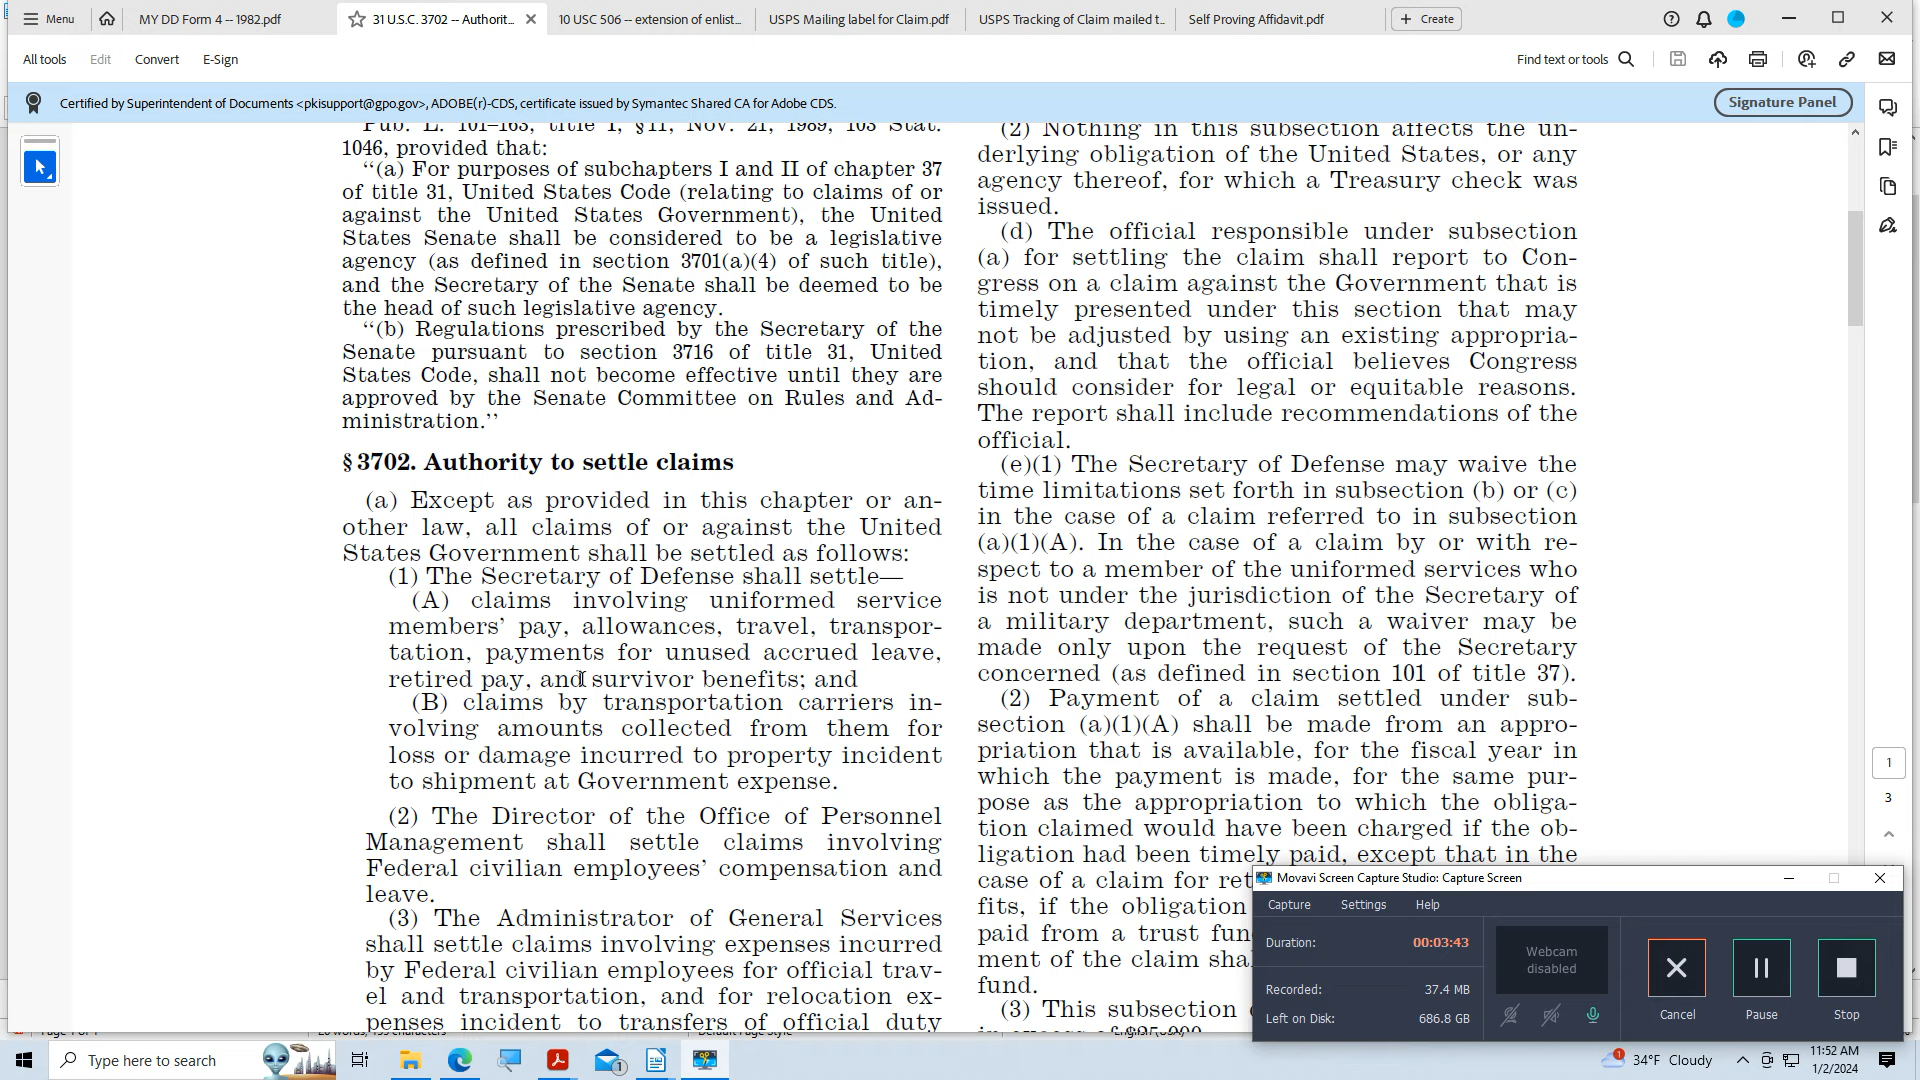 Menu
MY DD Form 4 -- 1982.pdf
31 U.S.C. 3702 -- Authorit...
10 USC 506 -- extension of enlist...
USPS Mailing label for Claim.pdf
USPS Tracking of Claim mailed t...
Self Proving Affidavit.pdf
Create
All tools
Edit
Convert
E-Sign
Find text or tools
Certified by Superintendent of Documents <pkisupport@gpo.gov>, ADOBE(r)-CDS, certificate issued by Symantec Shared CA for Adobe CDS.
Signature Panel
Pub. L. 101–163, title I, §11, Nov. 21, 1989, 103 Stat.
1046, provided that:
‘‘(a) For purposes of subchapters I and II of chapter 37
of title 31, United States Code (relating to claims of or
against the United States Government), the United
States Senate shall be considered to be a legislative
agency (as defined in section 3701(a)(4) of such title),
and the Secretary of the Senate shall be deemed to be
the head of such legislative agency.
‘‘(b) Regulations prescribed by the Secretary of the
Senate pursuant to section 3716 of title 31, United
States Code, shall not become effective until they are
approved by the Senate Committee on Rules and Ad-
ministration.’’
§ 3702. Authority to settle claims
(a) Except as provided in this chapter or an-
other law, all claims of or against the United
States Government shall be settled as follows:
(1) The Secretary of Defense shall settle—
(A) claims involving uniformed service
members’ pay, allowances, travel, transpor-
tation, payments for unused accrued leave,
retired pay, and survivor benefits; and
(B) claims by transportation carriers in-
volving amounts collected from them for
loss or damage incurred to property incident
to shipment at Government expense.
(2) The Director of the Office of Personnel
Management shall settle claims involving
Federal civilian employees’ compensation and
leave.
(3) The Administrator of General Services
shall settle claims involving expenses incurred
by Federal civilian employees for official trav-
el and transportation, and for relocation ex-
penses incident to transfers of official duty
(2) Nothing in this subsection affects the un-
derlying obligation of the United States, or any
agency thereof, for which a Treasury check was
issued.
(d) The official responsible under subsection
(a) for settling the claim shall report to Con-
gress on a claim against the Government that is
timely presented under this section that may
not be adjusted by using an existing appropria-
tion, and that the official believes Congress
should consider for legal or equitable reasons.
The report shall include recommendations of the
official.
(e)(1) The Secretary of Defense may waive the
time limitations set forth in subsection (b) or (c)
in the case of a claim referred to in subsection
(a)(1)(A). In the case of a claim by or with re-
spect to a member of the uniformed services who
is not under the jurisdiction of the Secretary of
a military department, such a waiver may be
made only upon the request of the Secretary
concerned (as defined in section 101 of title 37).
(2) Payment of a claim settled under sub-
section (a)(1)(A) shall be made from an appro-
priation that is available, for the fiscal year in
which the payment is made, for the same pur-
pose as the appropriation to which the obliga-
tion claimed would have been charged if the ob-
ligation had been timely paid, except that in the
case of a claim for ret
fits, if the obligation
paid from a trust fun
ment of the claim sha
fund.
(3) This subsection
1
3
Movavi Screen Capture Studio: Capture Screen
Capture
Settings
Help
Duration:
00:03:43
Recorded:
37.4 MB
Left on Disk:
686.8 GB
Webcam
disabled
Cancel
Pause
Stop
Type here to search
1
1
34°F Cloudy
11:52 AM
1/2/2024